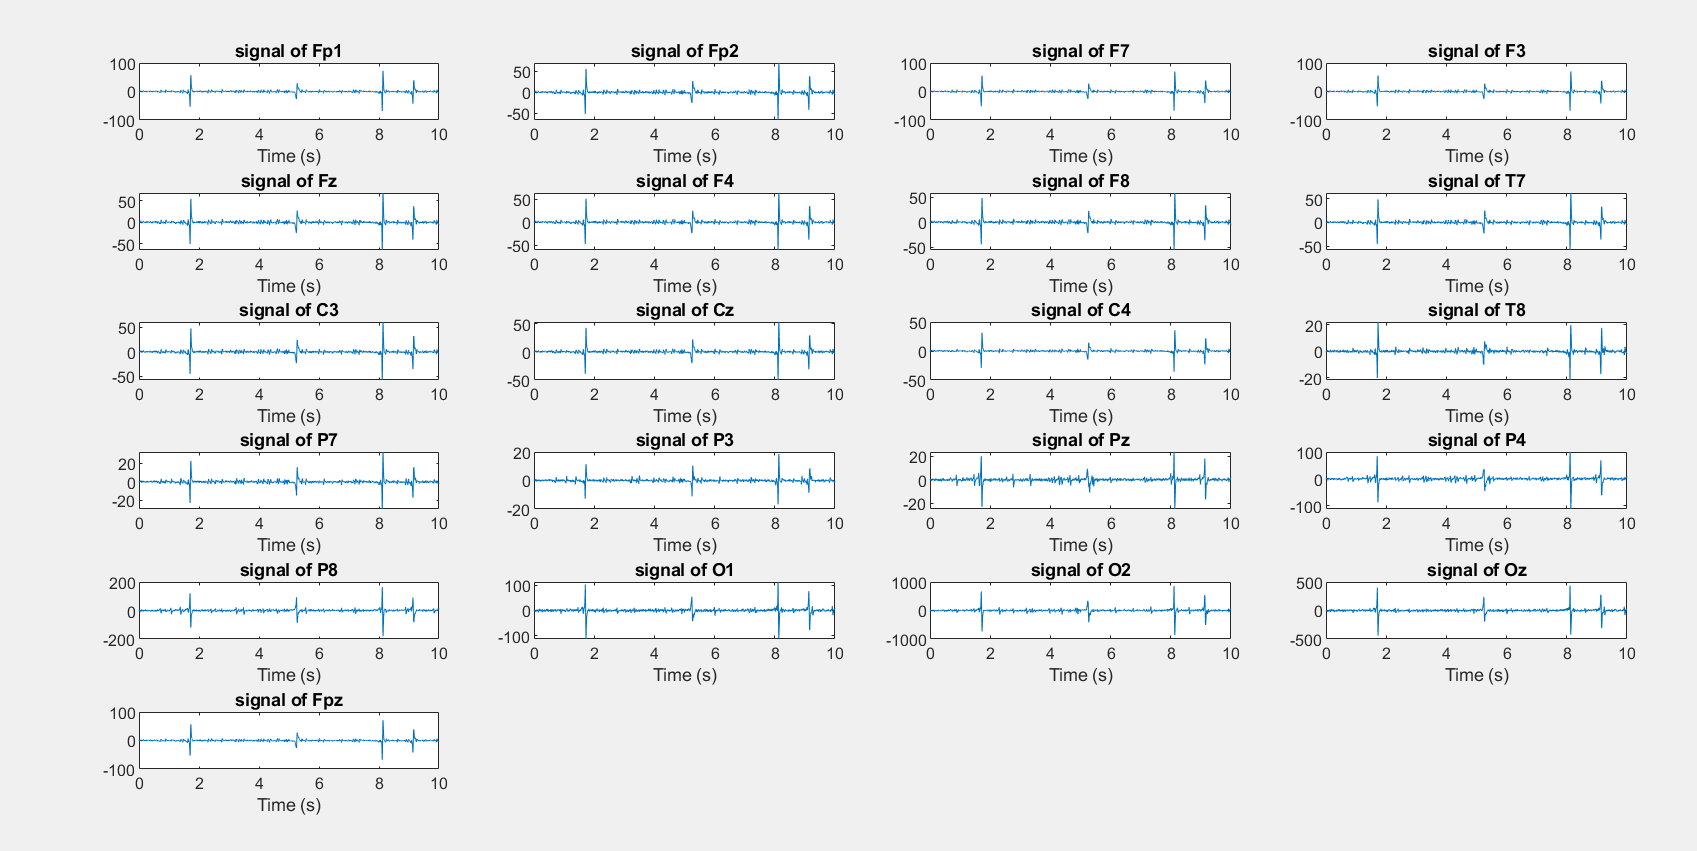 signal of Fp1
100
0
-100
0 2 4 6 8 10
Time (s)
signal of Fp2
50
0
-50
0 2 4 6 8 10
Time (s)
signal of F7
100
0
-100
0 2 4 6 8 10
Time (s)
signal of F3
100
0
-100
0 2 4 6 8 10
Time (s)
signal of Fz
50
0
-50
0 2 4 6 8 10
Time (s)
signal of F4
50
0
-50
0 2 4 6 8 10
Time (s)
signal of F8
50
0
-50
0 2 4 6 8 10
Time (s)
signal of T7
50
0
-50
0 2 4 6 8 10
Time (s)
signal of C3
50
0
-50
0 2 4 6 8 10
Time (s)
signal of Cz
50
0
-50
0 2 4 6 8 10
Time (s)
signal of C4
50
0
-50
0 2 4 6 8 10
Time (s)
signal of T8
20
0
-20
0 2 4 6 8 10
Time (s)
signal of P7
20
0
-20
0 2 4 6 8 10
Time (s)
signal of P3
20
0
-20
0 2 4 6 8 10
Time (s)
signal of Pz
20
0
-20
0 2 4 6 8 10
Time (s)
signal of P4
100
0
-100
0 2 4 6 8 10
Time (s)
signal of P8
200
0
-200
0 2 4 6 8 10
Time (s)
signal of O1
100
0
-100
0 2 4 6 8 10
Time (s)
signal of O2
1000
0
-1000
0 2 4 6 8 10
Time (s)
signal of Oz
500
0
-500
0 2 4 6 8 10
Time (s)
signal of Fpz
100
0
-100
0 2 4 6 8 10
Time (s)